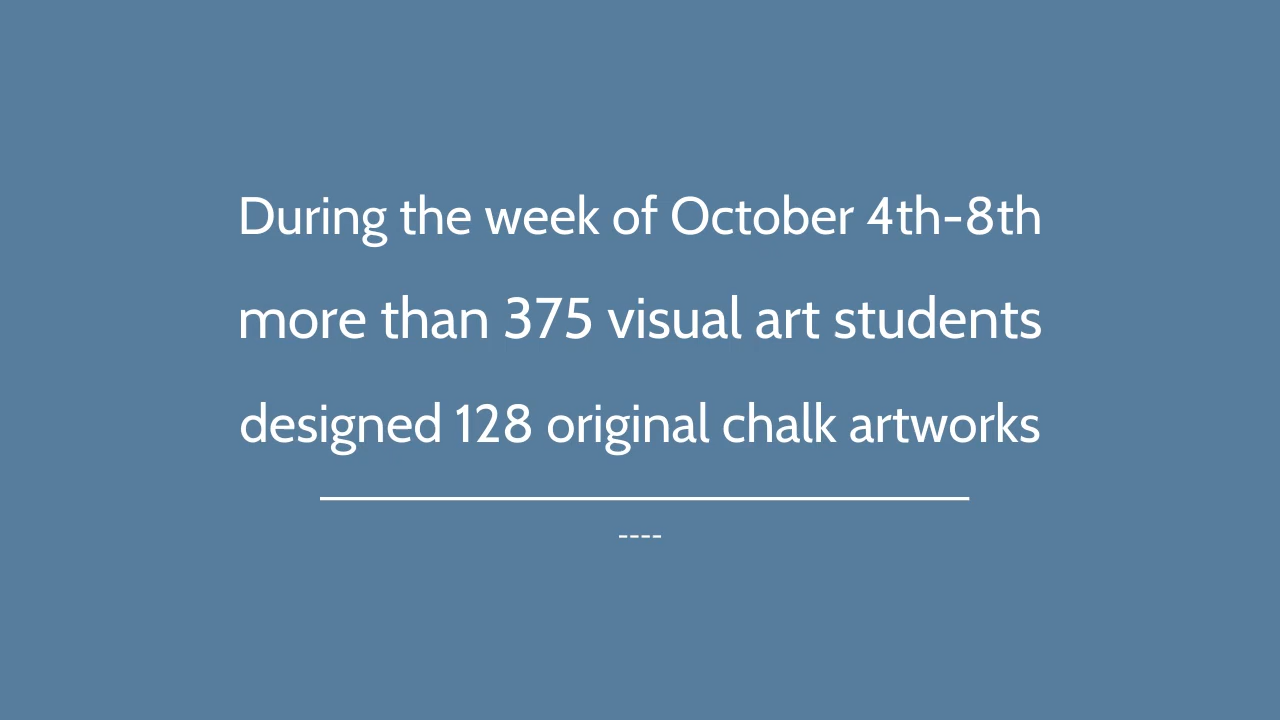 During the week of October 4th-8th
more than 375 visual art students
designed 128 original chalk artworks
----